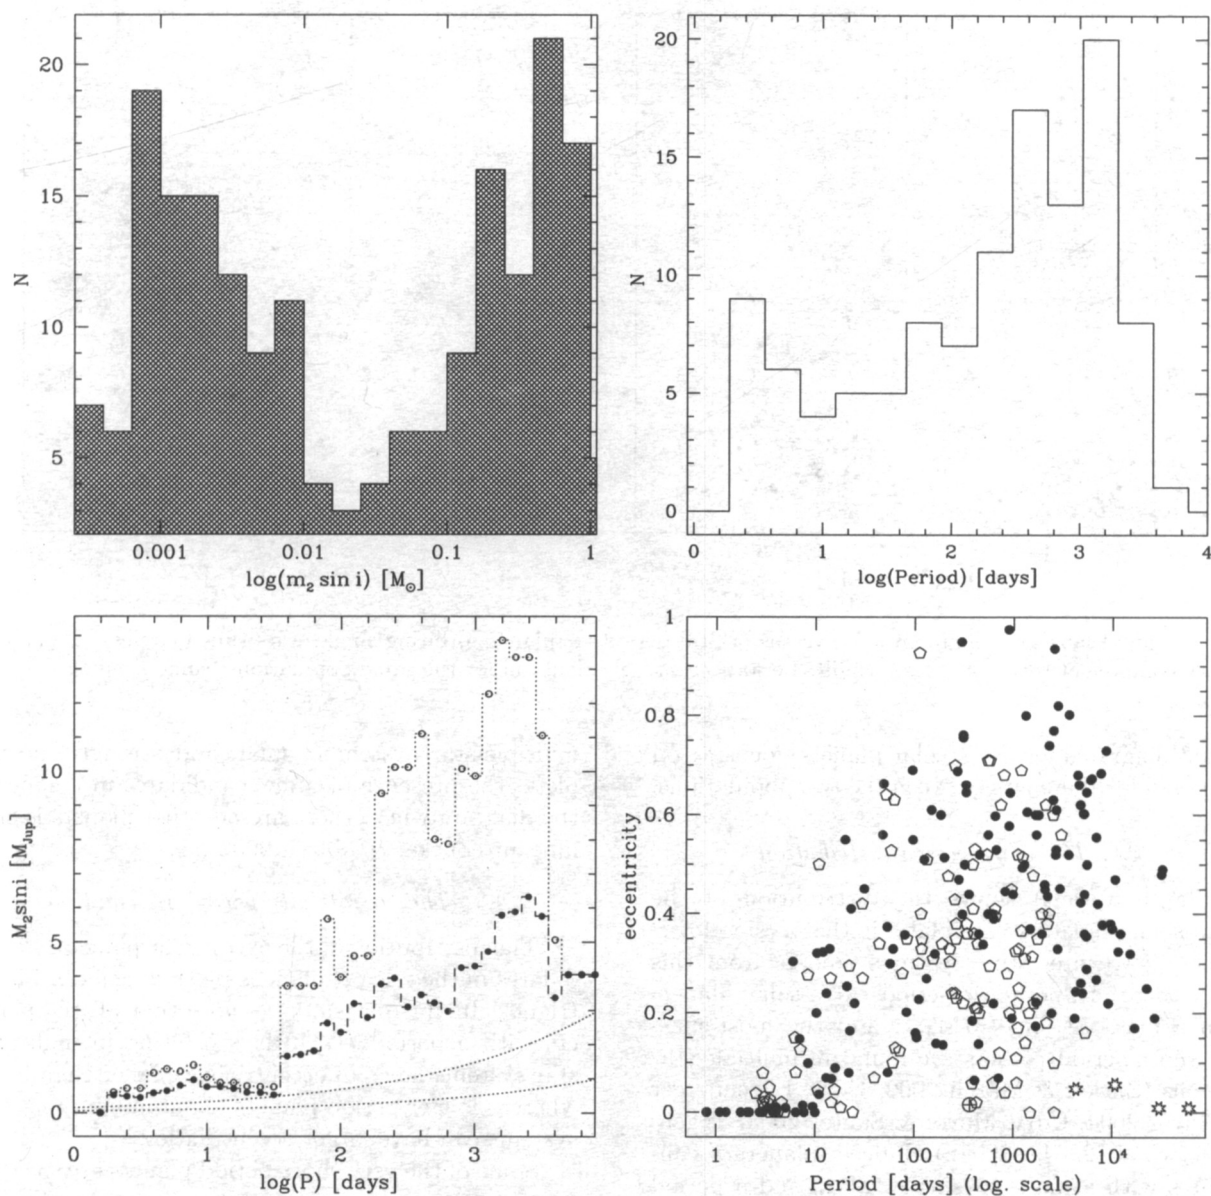 20
15
10
5
N
0.001 0.01 0.1 1
log(m₂ sin i) [M☉]
20
15
10
5
0
N
0 1 2 3 4
log(Period) [days]
10
5
0
M₂sini [MJup]
0 1 2 3
log(P) [days]
1
0.8
0.6
0.4
0.2
0
eccentricity
10 100 1000 10⁴
Period [days] (log. scale)